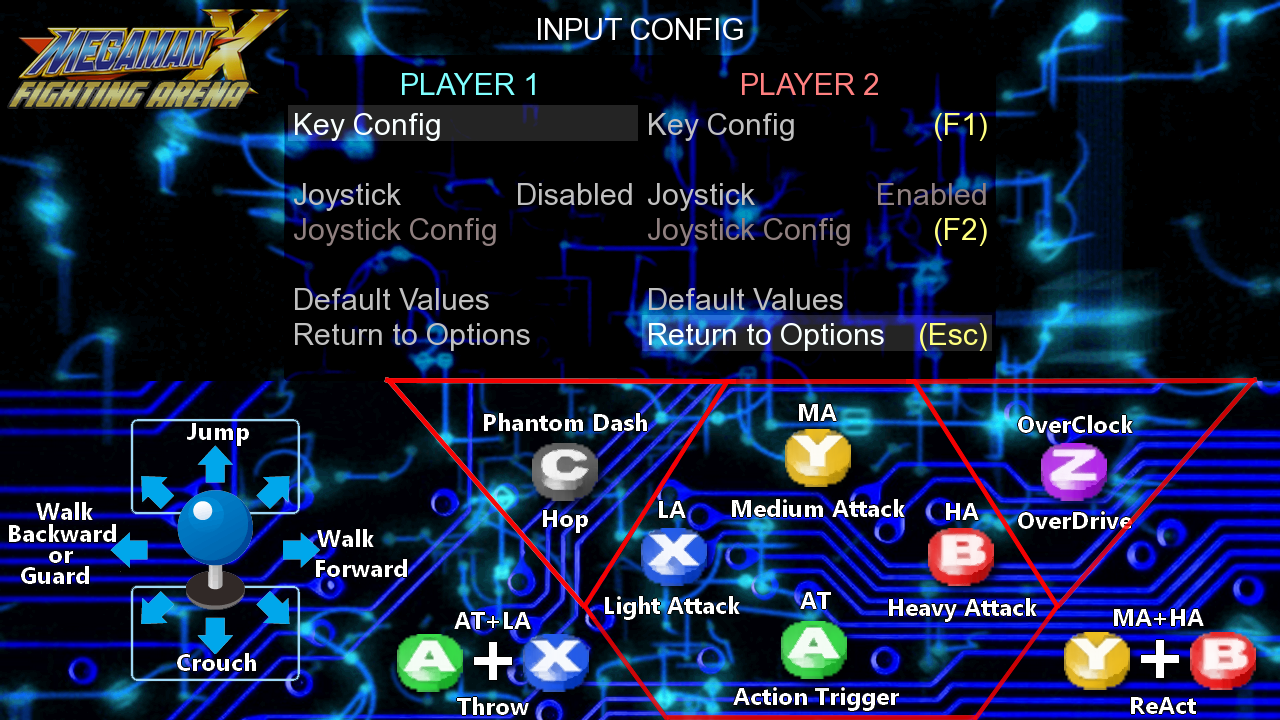 MEGAMAN X
FIGHTING ARENA
INPUT CONFIG
PLAYER 1
PLAYER 2
Key Config
Key Config (F1)
Joystick Disabled
Joystick Enabled
Joystick Config
Joystick Config (F2)
Default Values
Default Values
Return to Options
Return to Options (Esc)
Jump
Walk
Backward
or
Guard
Walk
Forward
Crouch
Phantom Dash
C
Hop
LA
X
Light Attack
MA
Y
Medium Attack
HA
B
Heavy Attack
OverClock
Z
OverDrive
AT
A
Action Trigger
AT+LA
A + X
Throw
MA+HA
Y + B
ReAct